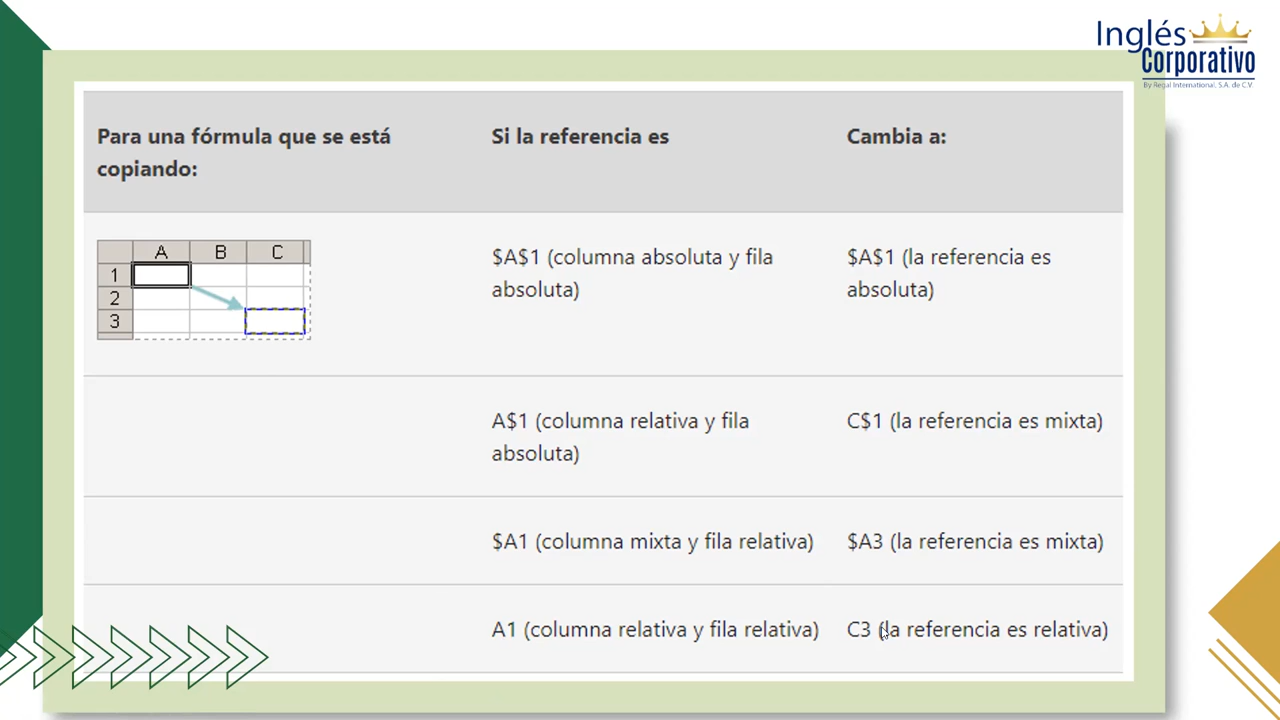 Inglés
Corporativo
By Regal International, S.A. de C.V.
Para una fórmula que se está
copiando:
Si la referencia es
Cambia a:
A B C
1
2
3
$A$1 (columna absoluta y fila
absoluta)
$A$1 (la referencia es
absoluta)
A$1 (columna relativa y fila
absoluta)
C$1 (la referencia es mixta)
$A1 (columna mixta y fila relativa)
$A3 (la referencia es mixta)
A1 (columna relativa y fila relativa)
C3 (la referencia es relativa)